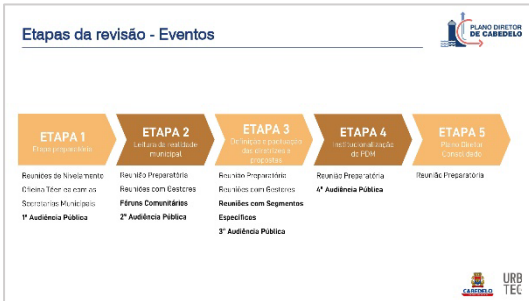 Etapas da revisão - Eventos
PLANO DIRETOR
DE CABEDELO
ETAPA 1
Etapa preparatória
Reuniões de Nivelamento
Oficina Técnica com as
Secretarias Municipais
1ª Audiência Pública
ETAPA 2
Leitura da realidade
municipal
Reunião Preparatória
Reuniões com Gestores
Fóruns Comunitários
2ª Audiência Pública
ETAPA 3
Definição e pactuação
das diretrizes e
propostas
Reunião Preparatória
Reuniões com Gestores
Reuniões com Segmentos
Específicos
3ª Audiência Pública
ETAPA 4
Institucionalização
do PDM
Reunião Preparatória
4ª Audiência Pública
ETAPA 5
Plano Diretor
Consolidado
Reunião Preparatória
CABEDELO
URB
TEC